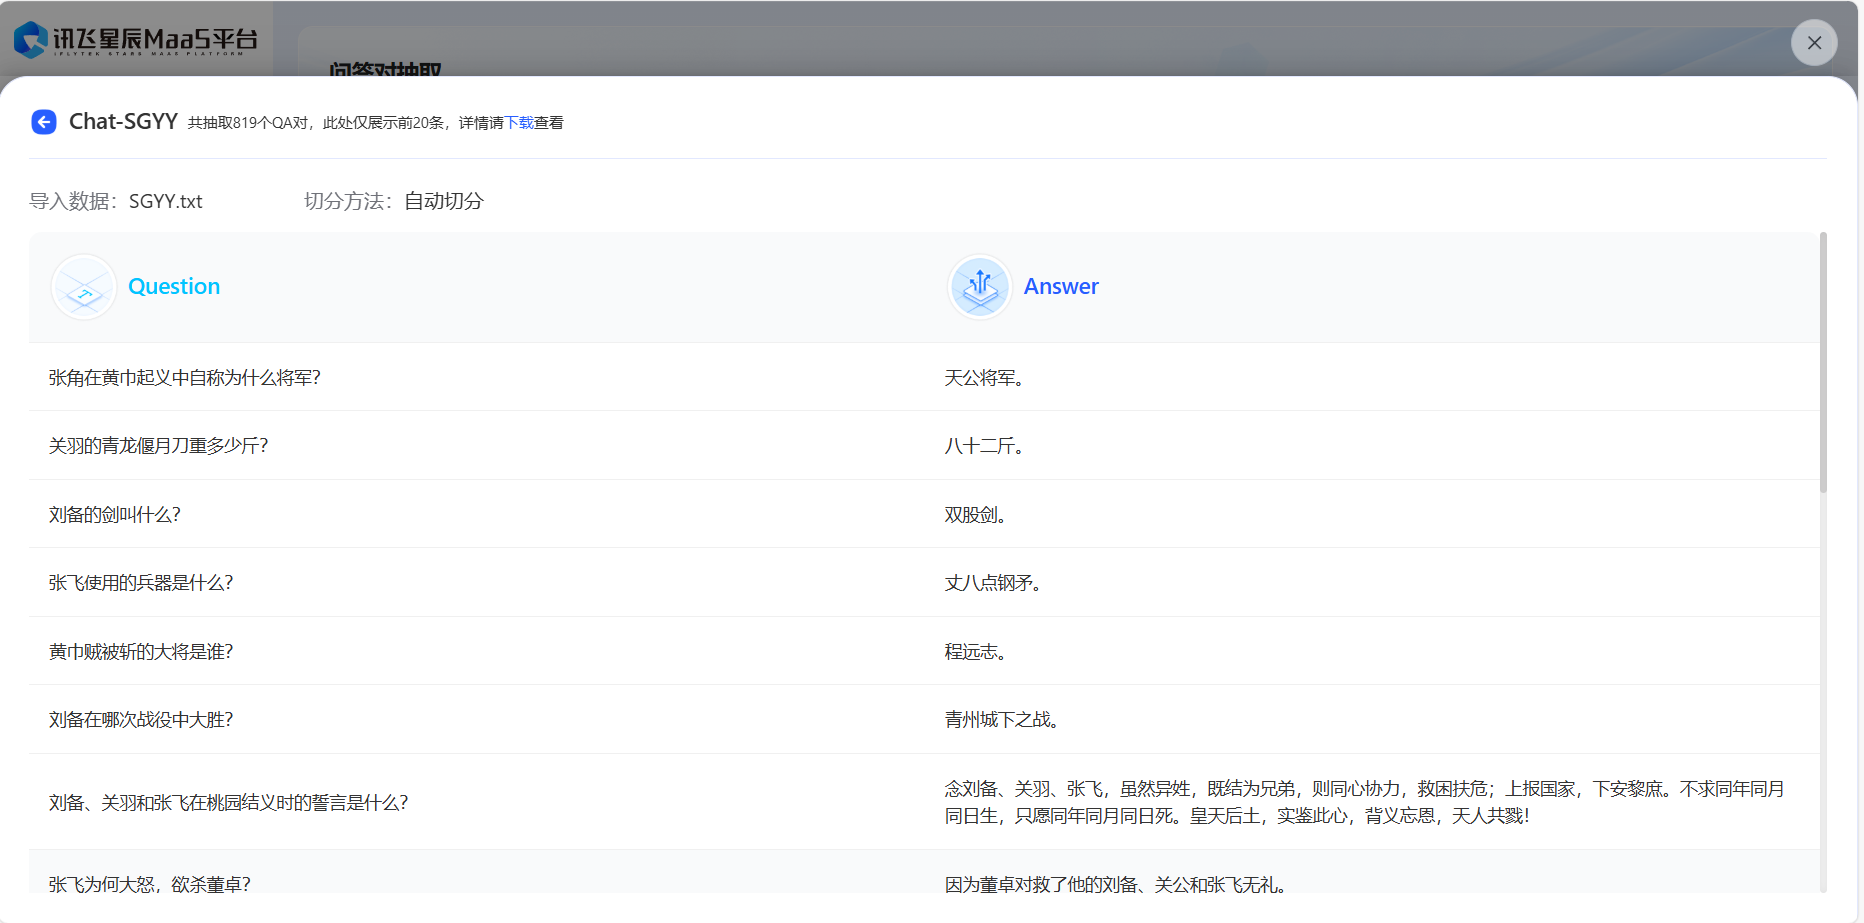 讯飞星辰MaaS平台
IFLYTEK STARS MAAS PLATFORM
问答对抽取
Chat-SGYY 共抽取819个QA对，此处仅展示前20条，详情请下载查看
导入数据：SGYY.txt 切分方法：自动切分
Question Answer
张角在黄巾起义中自称为什么将军？ 天公将军。
关羽的青龙偃月刀重多少斤？ 八十二斤。
刘备的剑叫什么？ 双股剑。
张飞使用的兵器是什么？ 丈八点钢矛。
黄巾贼被斩的大将是谁？ 程远志。
刘备在哪次战役中大胜？ 青州城下之战。
刘备、关羽和张飞在桃园结义时的誓言是什么？ 念刘备、关羽、张飞，虽然异姓，既结为兄弟，则同心协力，救困扶危；上报国家，下安黎庶。不求同年同月
同日生，只愿同年同月同日死。皇天后土，实鉴此心，背义忘恩，天人共戮！
张飞为何大怒，欲杀董卓？ 因为董卓对救了他的刘备、关公和张飞无礼。